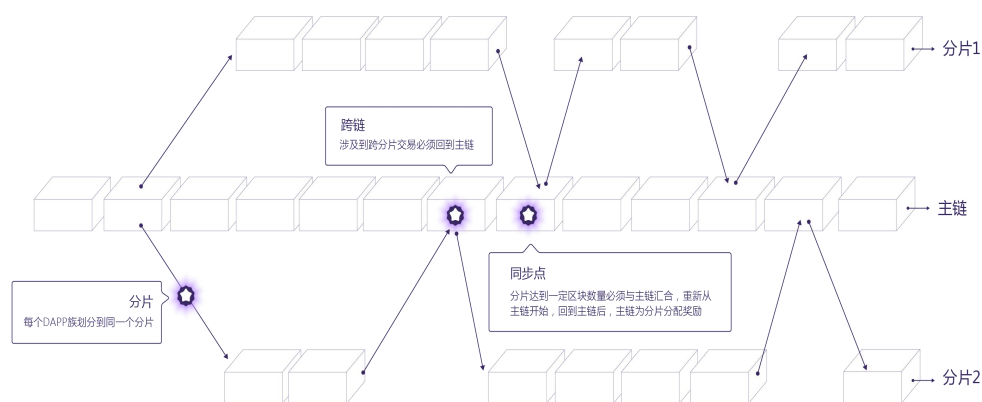 分片1
跨链
涉及到跨分片交易必须回到主链
主链
同步点
分片达到一定区块数量必须与主链汇合，重新从
主链开始，回到主链后，主链为分片分配奖励
分片
每个DAPP族划分到同一个分片
分片2